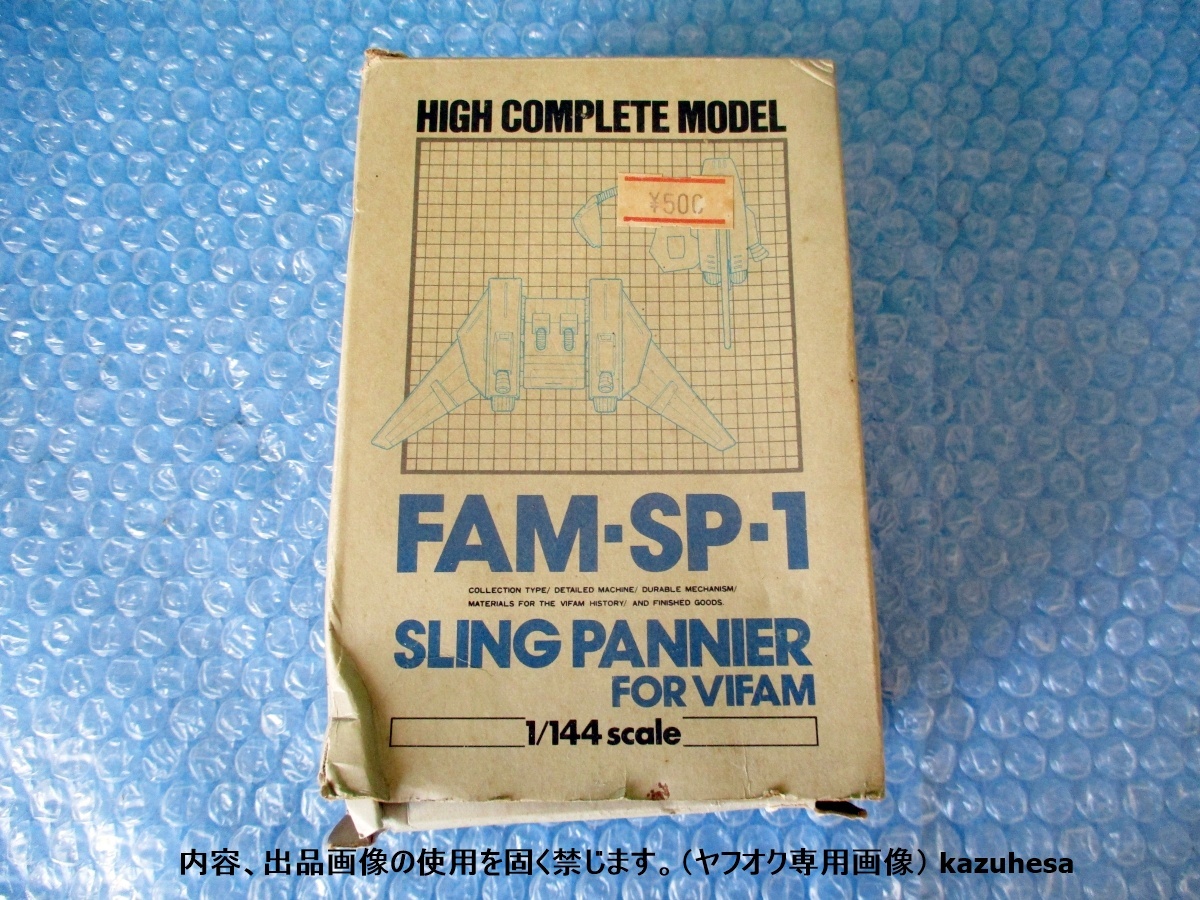 HIGH COMPLETE MODEL
¥500
FAM·SP·1
COLLECTION TYPE/ DETAILED MACHINE/ DURABLE MECHANISM/
MATERIALS FOR THE VIFAM HISTORY/ AND FINISHED GOODS.
SLING PANNIER
FOR VIFAM
1/144 scale
内容、出品画像の使用を固く禁じます。（ヤフオク専用画像） kazuhesa